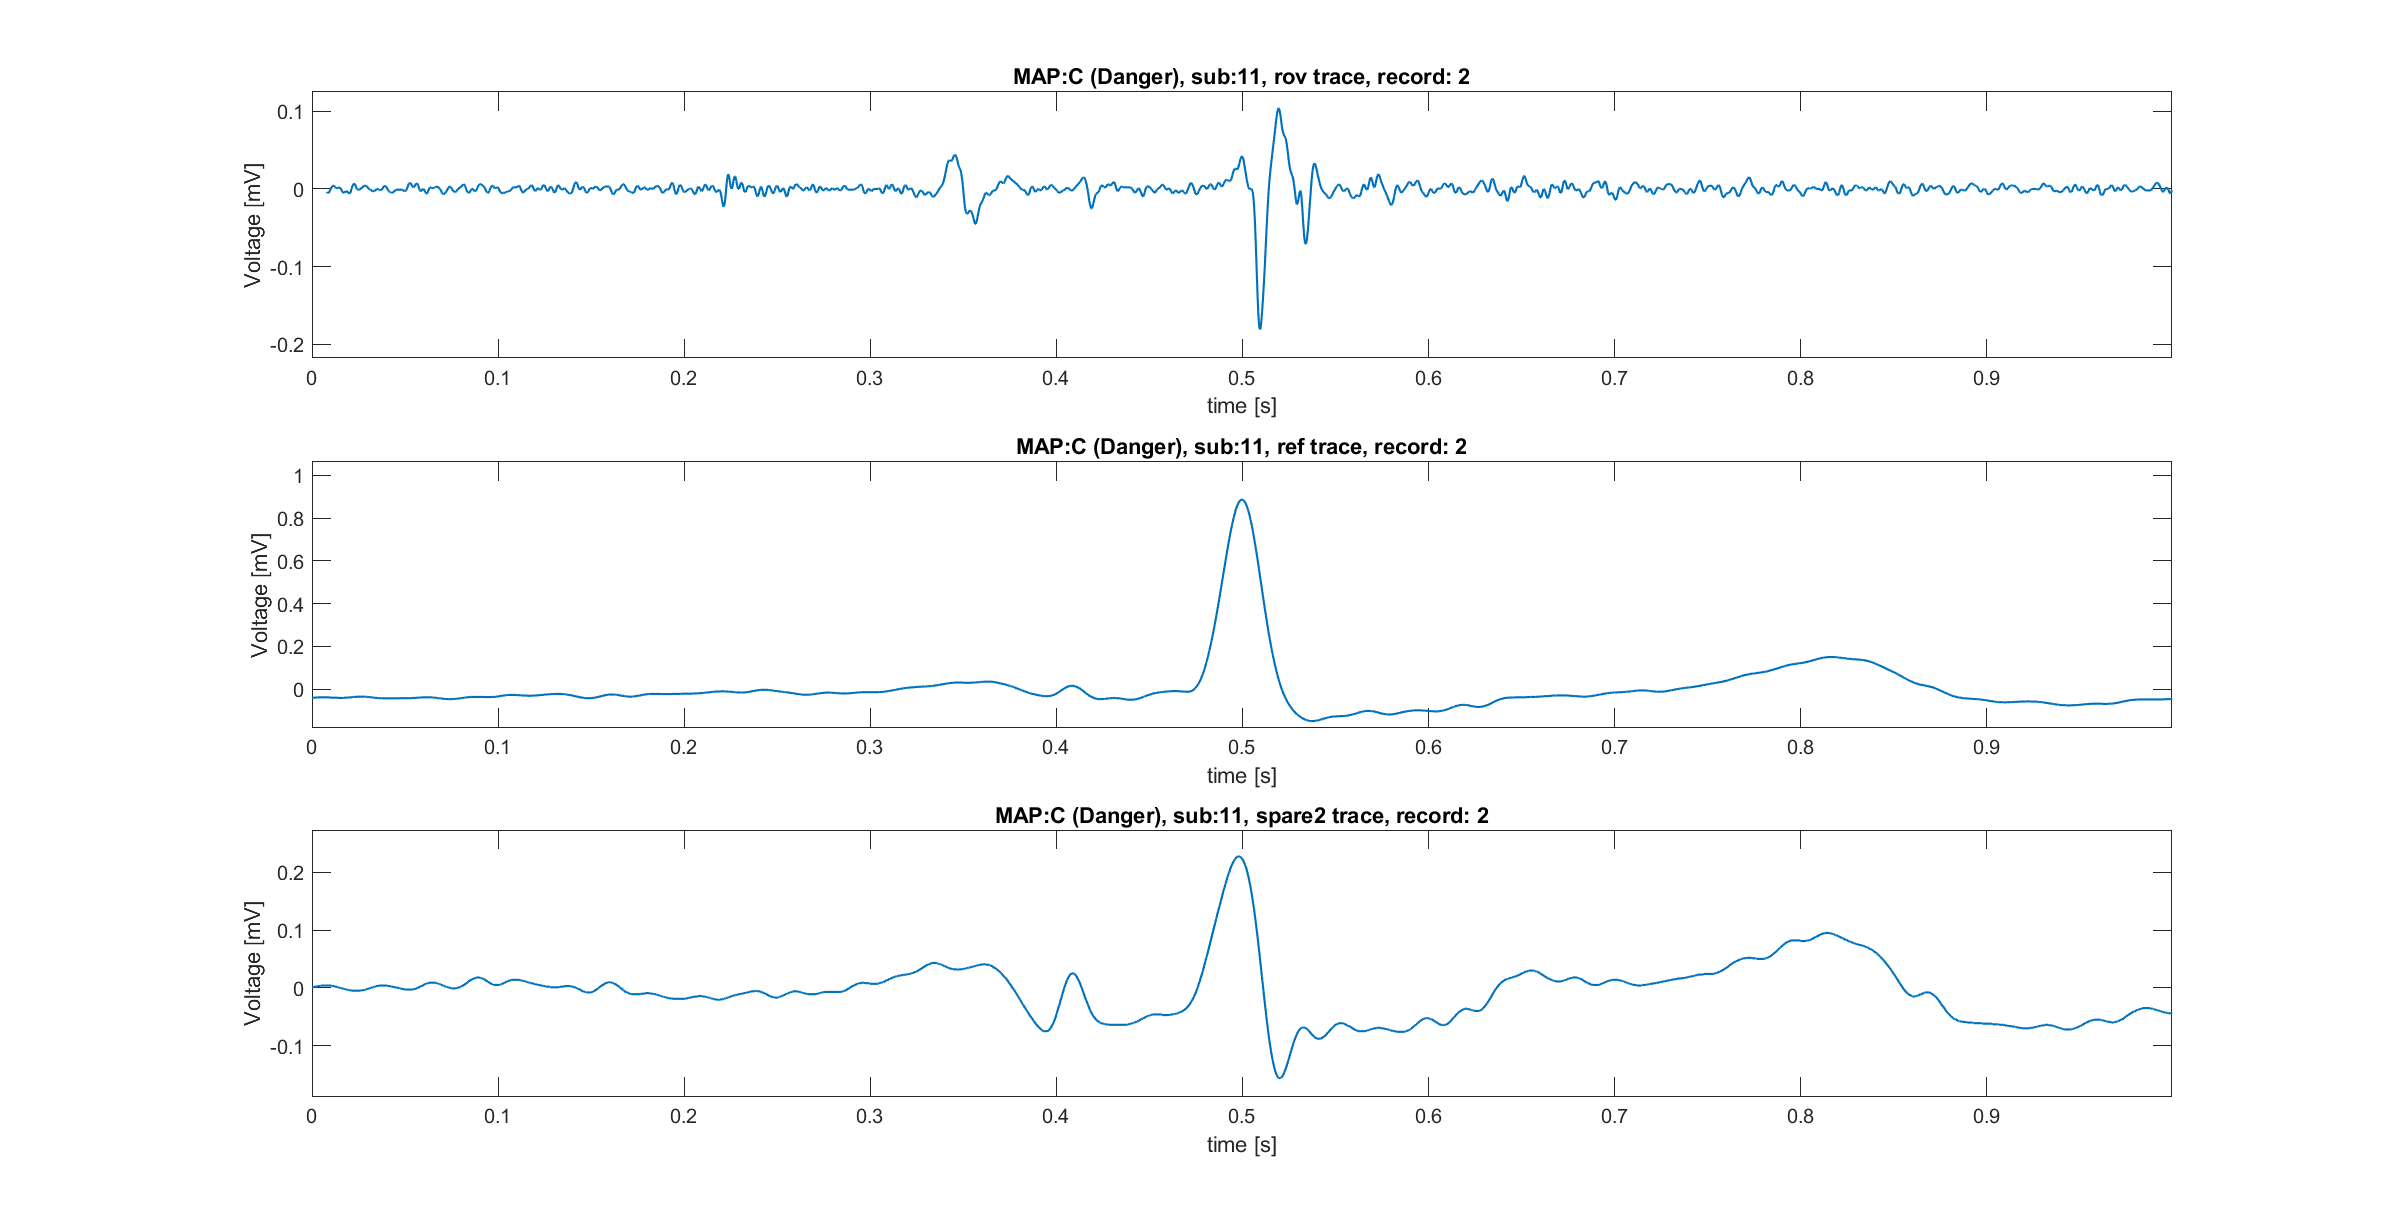 MAP:C (Danger), sub:11, rov trace, record: 2
Voltage [mV]
0.1
0
-0.1
-0.2
0 0.1 0.2 0.3 0.4 0.5 0.6 0.7 0.8 0.9
time [s]
MAP:C (Danger), sub:11, ref trace, record: 2
Voltage [mV]
1
0.8
0.6
0.4
0.2
0
0 0.1 0.2 0.3 0.4 0.5 0.6 0.7 0.8 0.9
time [s]
MAP:C (Danger), sub:11, spare2 trace, record: 2
Voltage [mV]
0.2
0.1
0
-0.1
0 0.1 0.2 0.3 0.4 0.5 0.6 0.7 0.8 0.9
time [s]